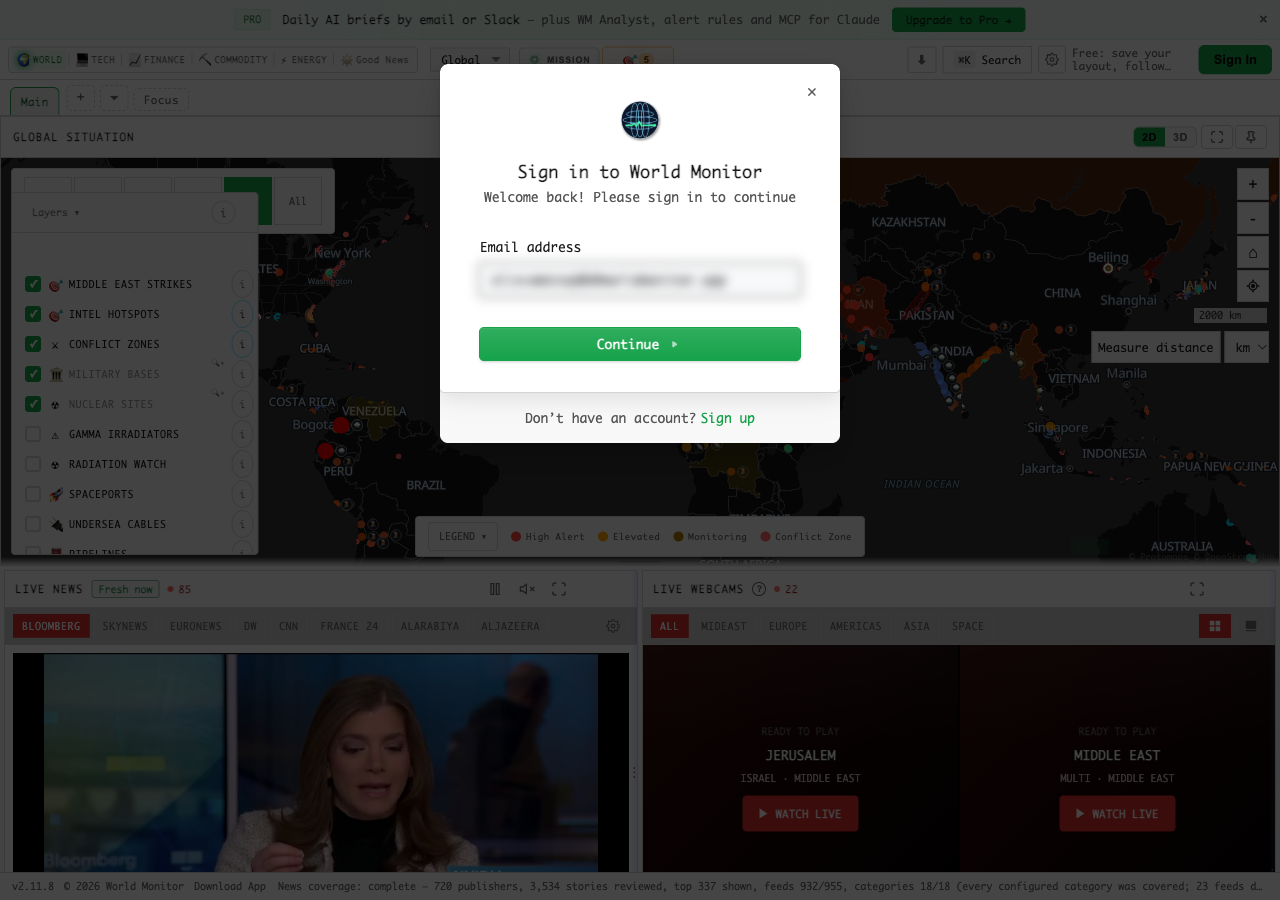 PRO Daily AI briefs by email or Slack — plus WM Analyst, alert rules and MCP for Claude Upgrade to Pro → ×
WORLD TECH FINANCE COMMODITY ENERGY Good News Global MISSION 5 ⌘K Search Free: save your layout, follow… Sign In
Main + Focus
GLOBAL SITUATION 2D 3D
×
Sign in to World Monitor
Welcome back! Please sign in to continue
Email address
Continue
Don’t have an account? Sign up
All
Layers ▾ i
MIDDLE EAST STRIKES i
INTEL HOTSPOTS i
CONFLICT ZONES i
MILITARY BASES i
NUCLEAR SITES i
GAMMA IRRADIATORS i
RADIATION WATCH i
SPACEPORTS i
UNDERSEA CABLES i
PIPELINES
New York
Washington
CUBA
COSTA RICA
VENEZUELA
Bogota
PERU
BRAZIL
KAZAKHSTAN
Beijing
CHINA
Shanghai
JAPAN
PAKISTAN
INDIA
Mumbai
VIETNAM
Manila
Singapore
INDONESIA
Jakarta
PAPUA NEW GUINEA
INDIAN OCEAN
AUSTRALIA
+
-
2000 km
Measure distance km
LEGEND ▾ High Alert Elevated Monitoring Conflict Zone
LIVE NEWS Fresh now 85
BLOOMBERG SKYNEWS EURONEWS DW CNN FRANCE 24 ALARABIYA ALJAZEERA
Bloomberg
LIVE WEBCAMS ? 22
ALL MIDEAST EUROPE AMERICAS ASIA SPACE
READY TO PLAY
JERUSALEM
ISRAEL · MIDDLE EAST
WATCH LIVE
READY TO PLAY
MIDDLE EAST
MULTI · MIDDLE EAST
WATCH LIVE
v2.11.8 © 2026 World Monitor Download App News coverage: complete — 720 publishers, 3,534 stories reviewed, top 337 shown, feeds 932/955, categories 18/18 (every configured category was covered; 23 feeds d…